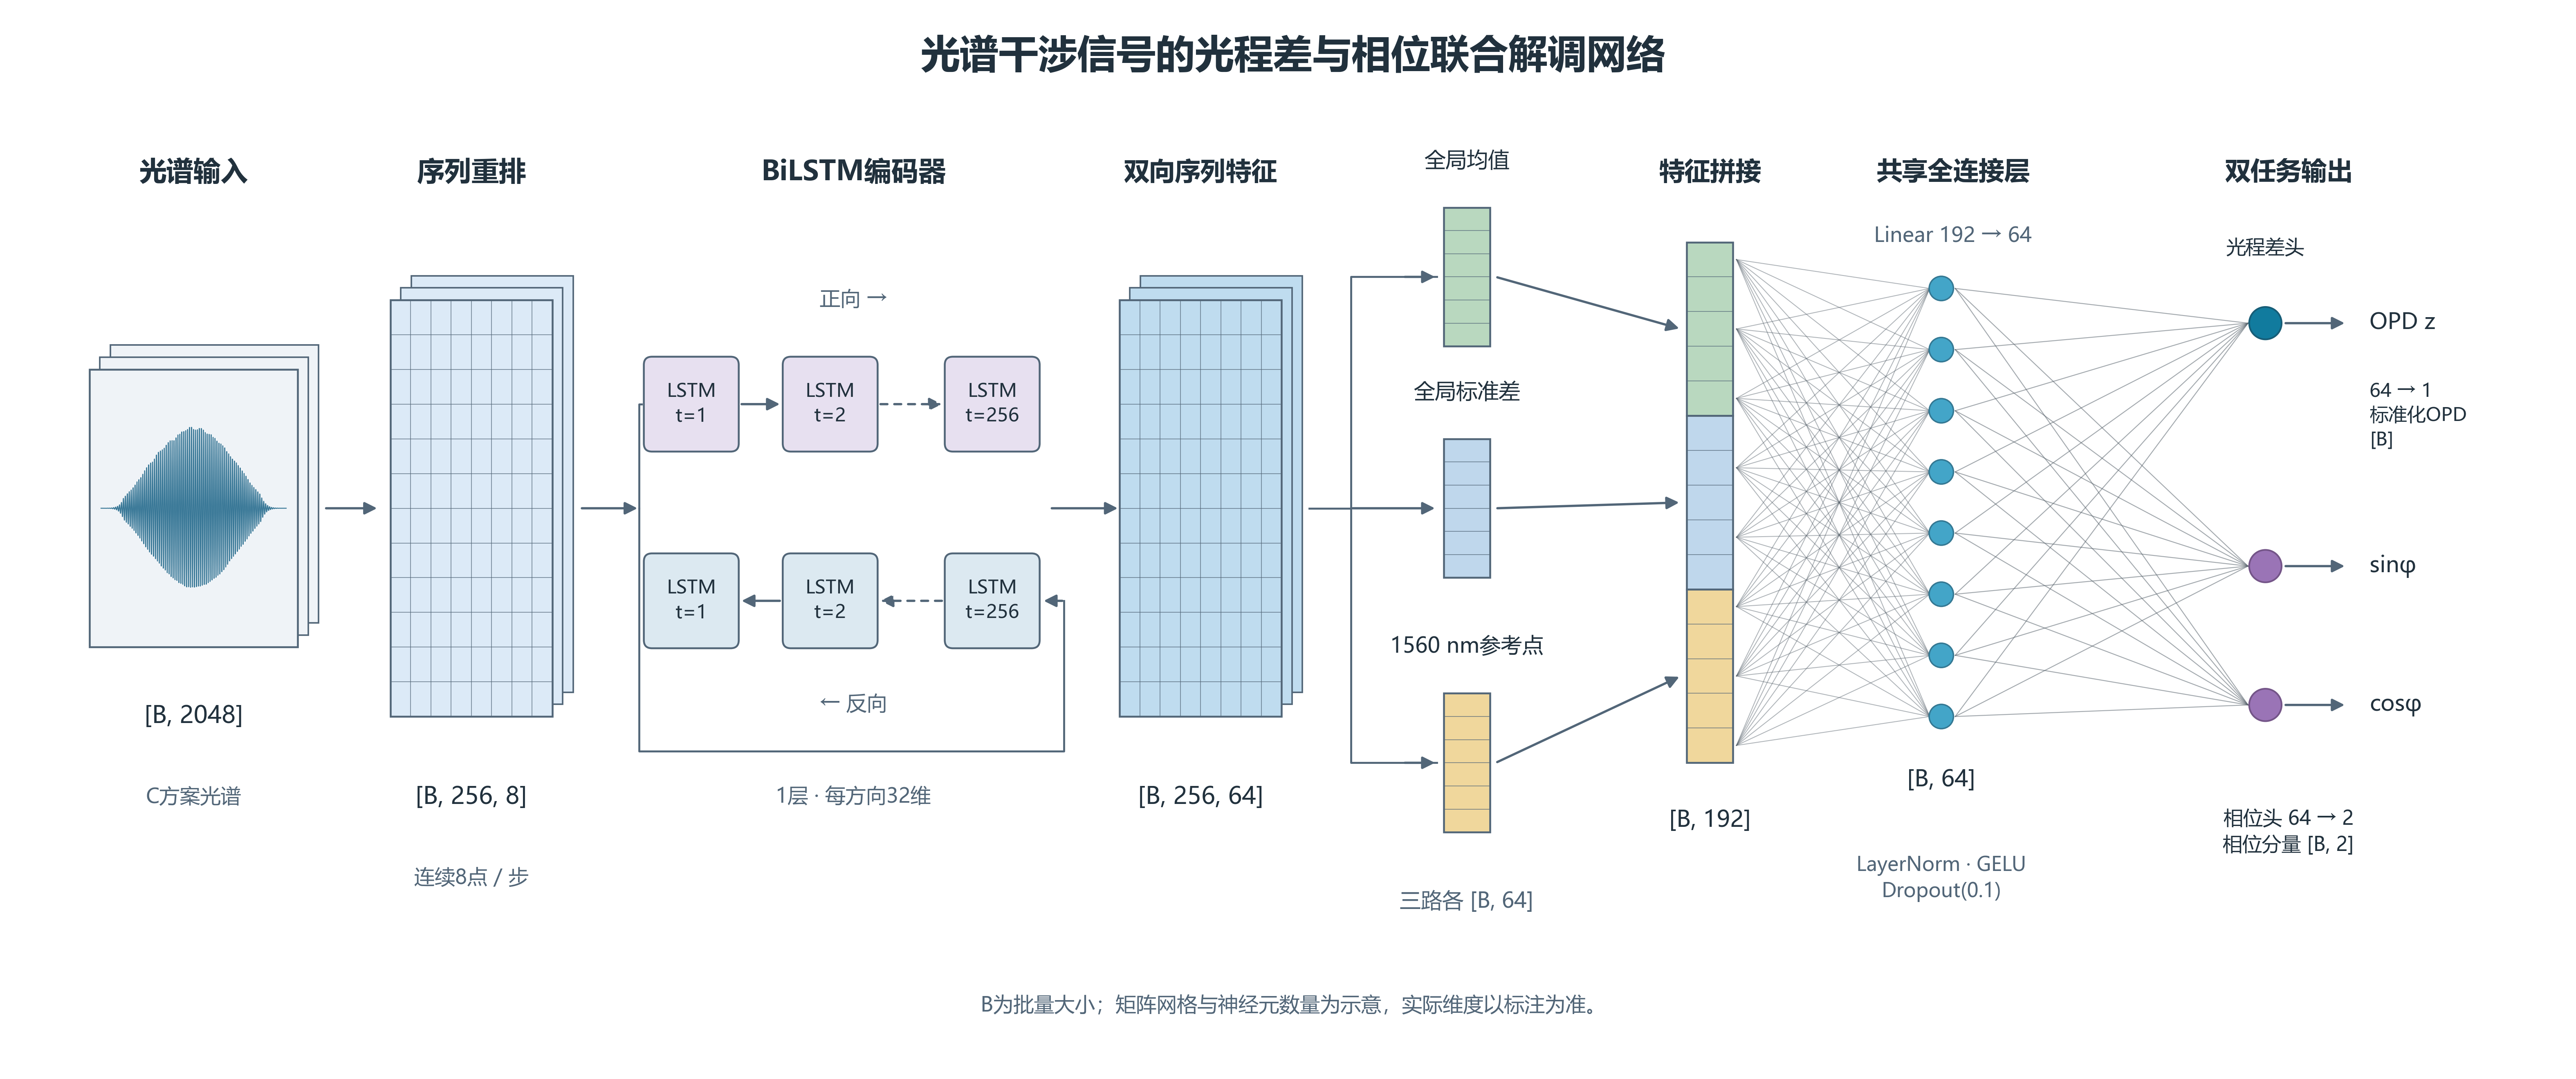 光谱干涉信号的光程差与相位联合解调网络
光谱输入
[B, 2048]
C方案光谱
序列重排
[B, 256, 8]
连续8点 / 步
BiLSTM编码器
正向 →
LSTM
t=1
LSTM
t=2
LSTM
t=256
LSTM
t=1
LSTM
t=2
LSTM
t=256
← 反向
1层 · 每方向32维
双向序列特征
[B, 256, 64]
全局均值
全局标准差
1560 nm参考点
三路各 [B, 64]
特征拼接
[B, 192]
共享全连接层
Linear 192 → 64
[B, 64]
LayerNorm · GELU
Dropout(0.1)
双任务输出
光程差头
OPD z
64 → 1
标准化OPD
[B]
sinφ
cosφ
相位头 64 → 2
相位分量 [B, 2]
B为批量大小；矩阵网格与神经元数量为示意，实际维度以标注为准。